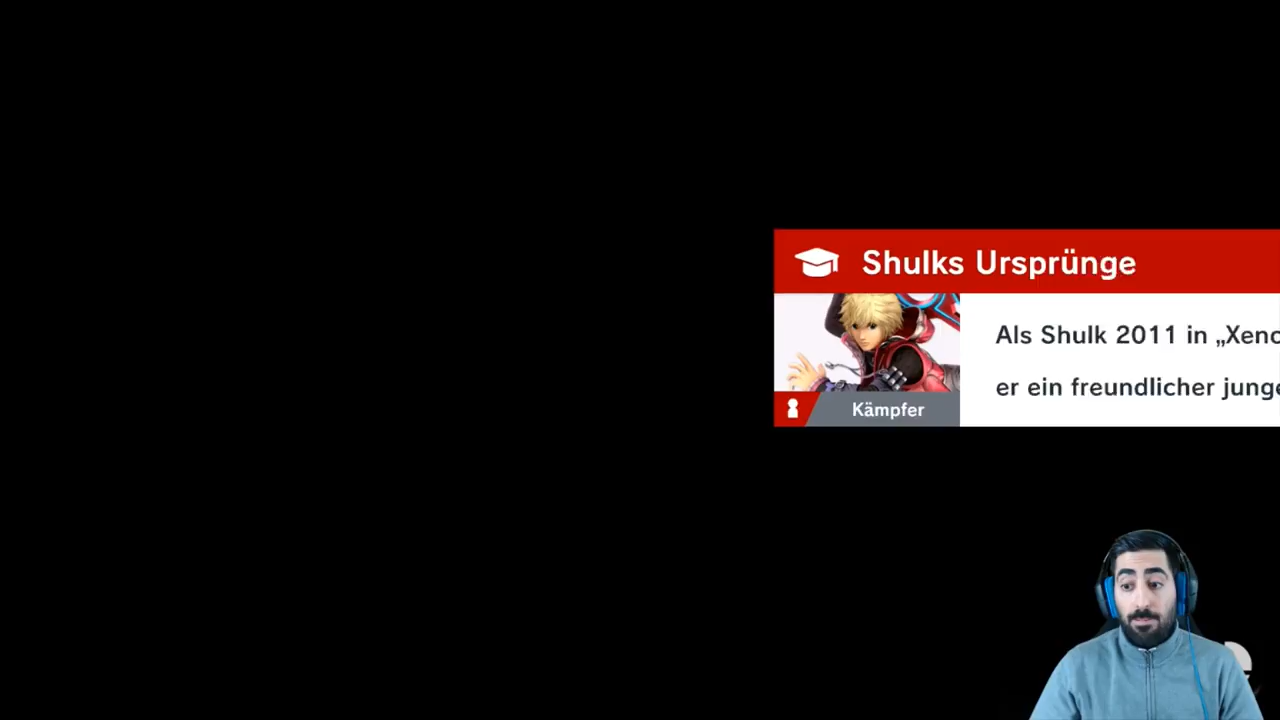 Shulks Ursprünge
Als Shulk 2011 in „Xeno
er ein freundlicher junge
Kämpfer